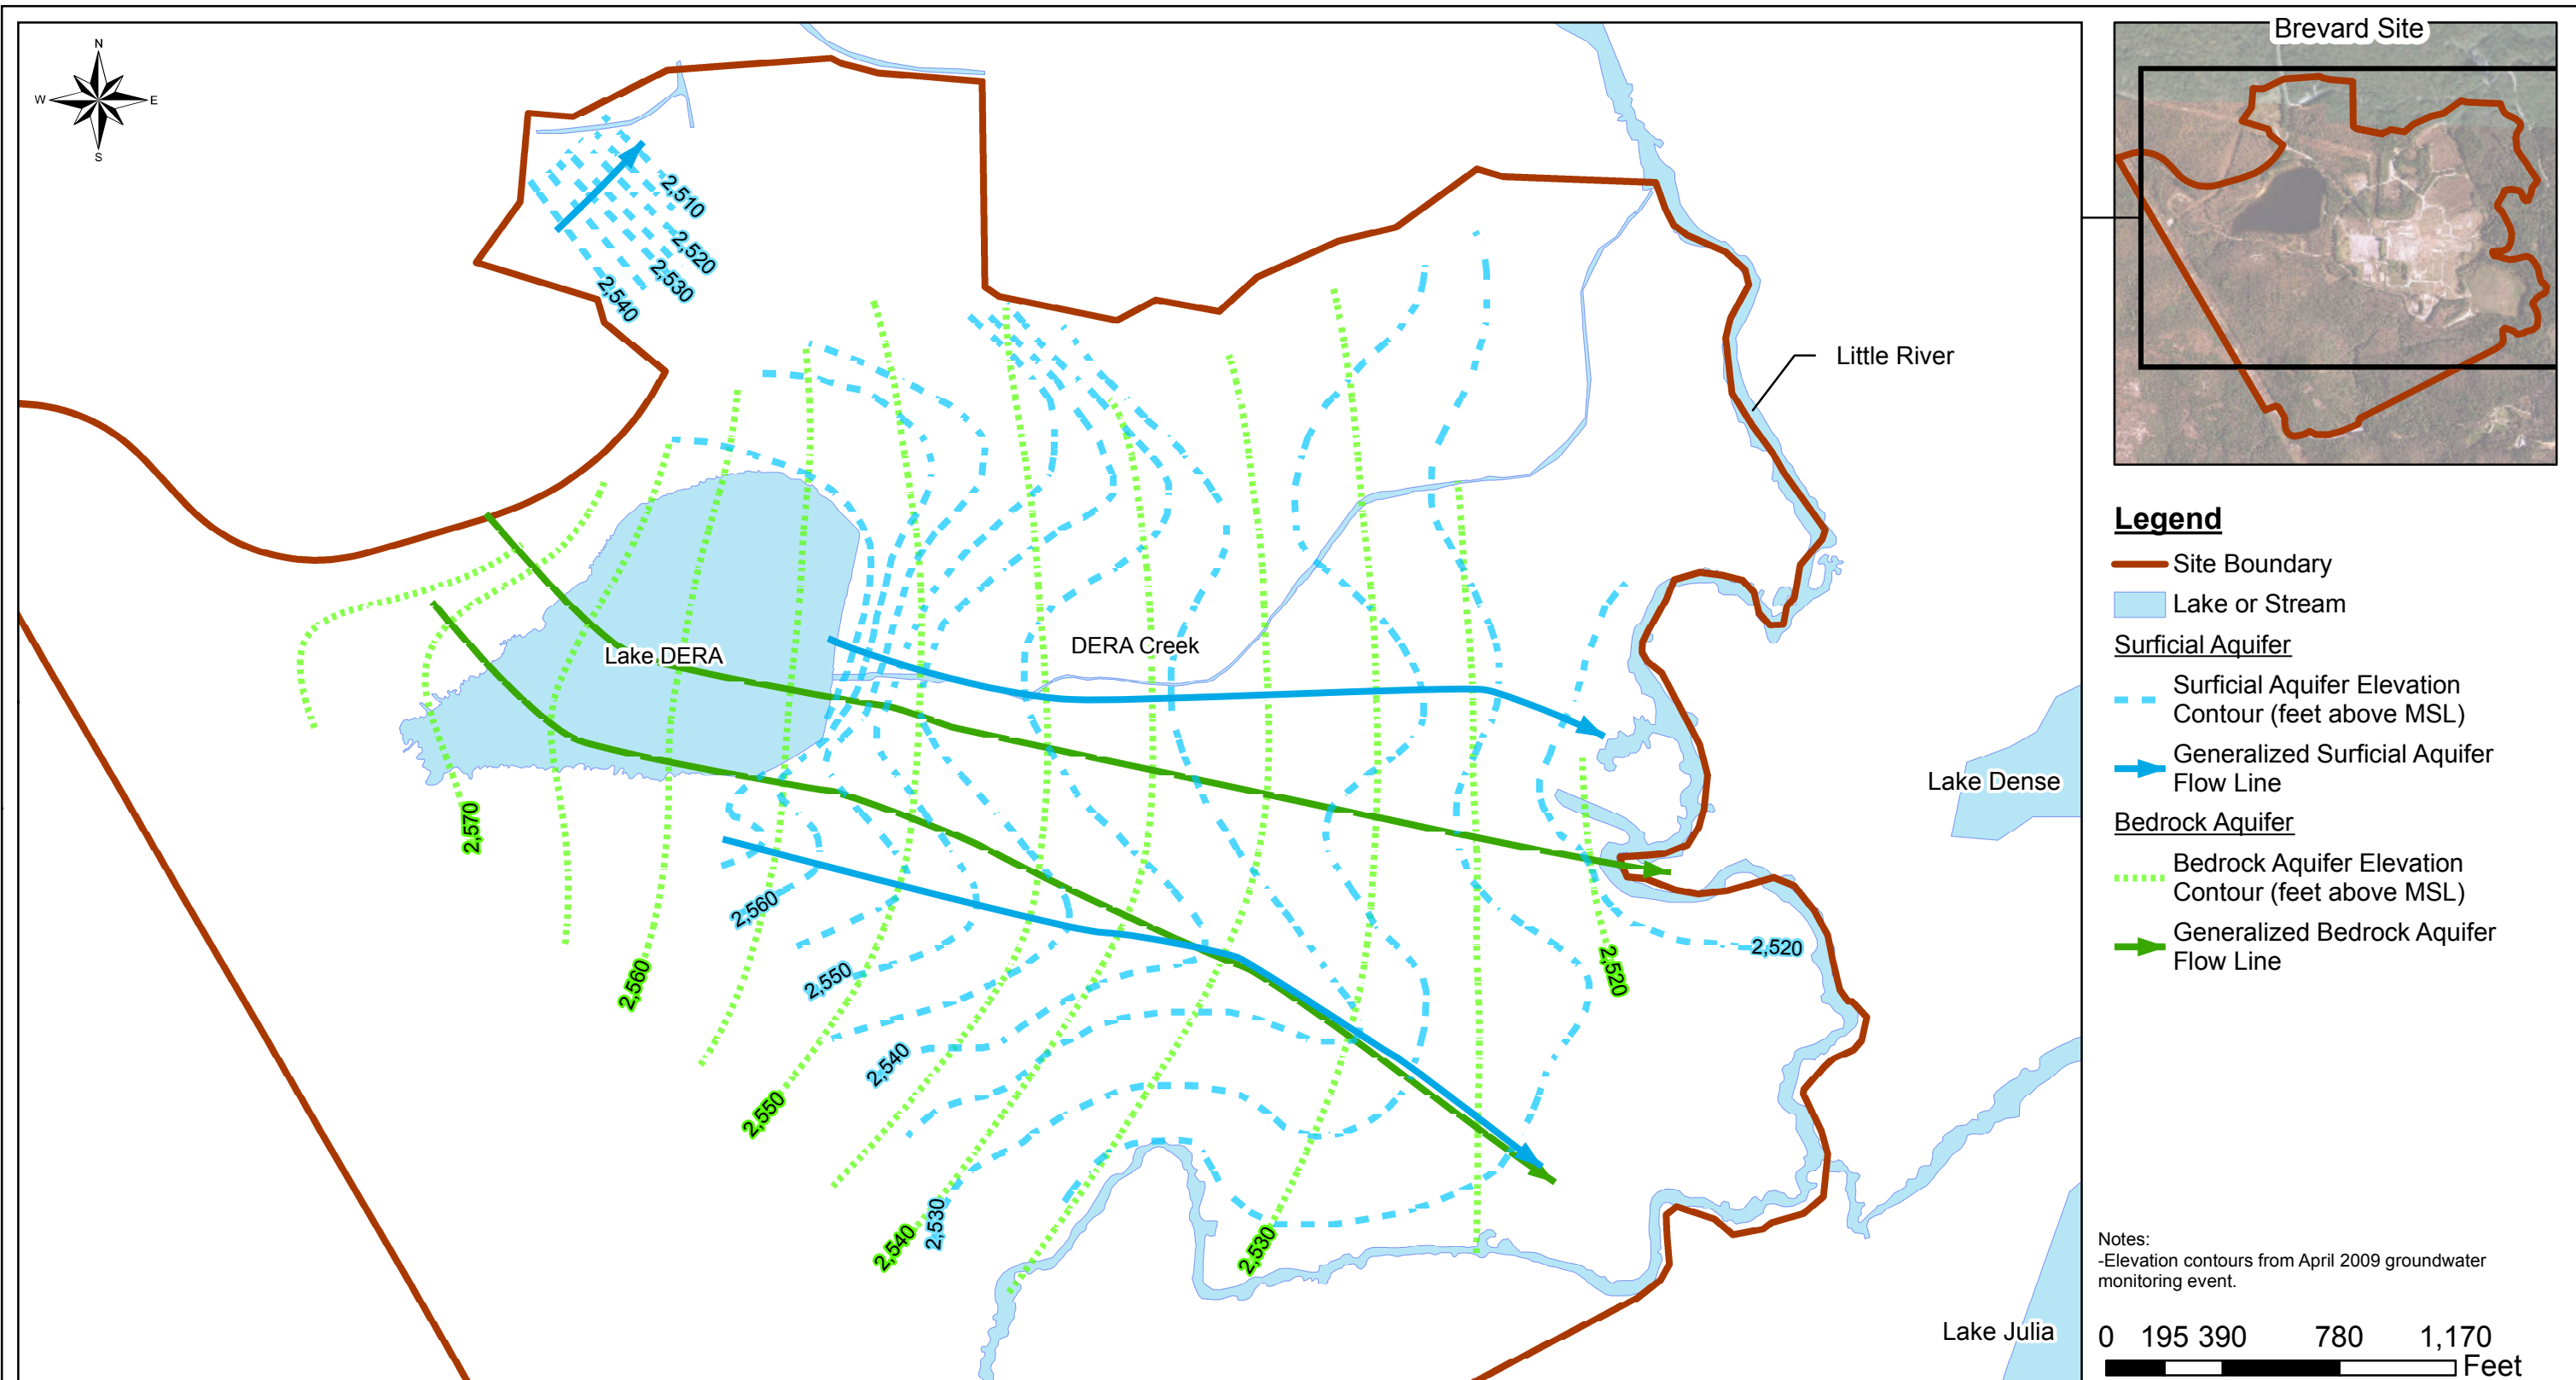 N
W
E
S
2,510
2,520
2,530
2,540
Little River
Lake DERA
DERA Creek
Lake Dense
2,570
2,560
2,560
2,550
2,550
2,540
2,540
2,530
2,530
2,520
2,520
Lake Julia
Brevard Site
Legend
Site Boundary
Lake or Stream
Surficial Aquifer
Surficial Aquifer Elevation
Contour (feet above MSL)
Generalized Surficial Aquifer
Flow Line
Bedrock Aquifer
Bedrock Aquifer Elevation
Contour (feet above MSL)
Generalized Bedrock Aquifer
Flow Line
Notes:
-Elevation contours from April 2009 groundwater
monitoring event.
0 195 390 780 1,170
Feet